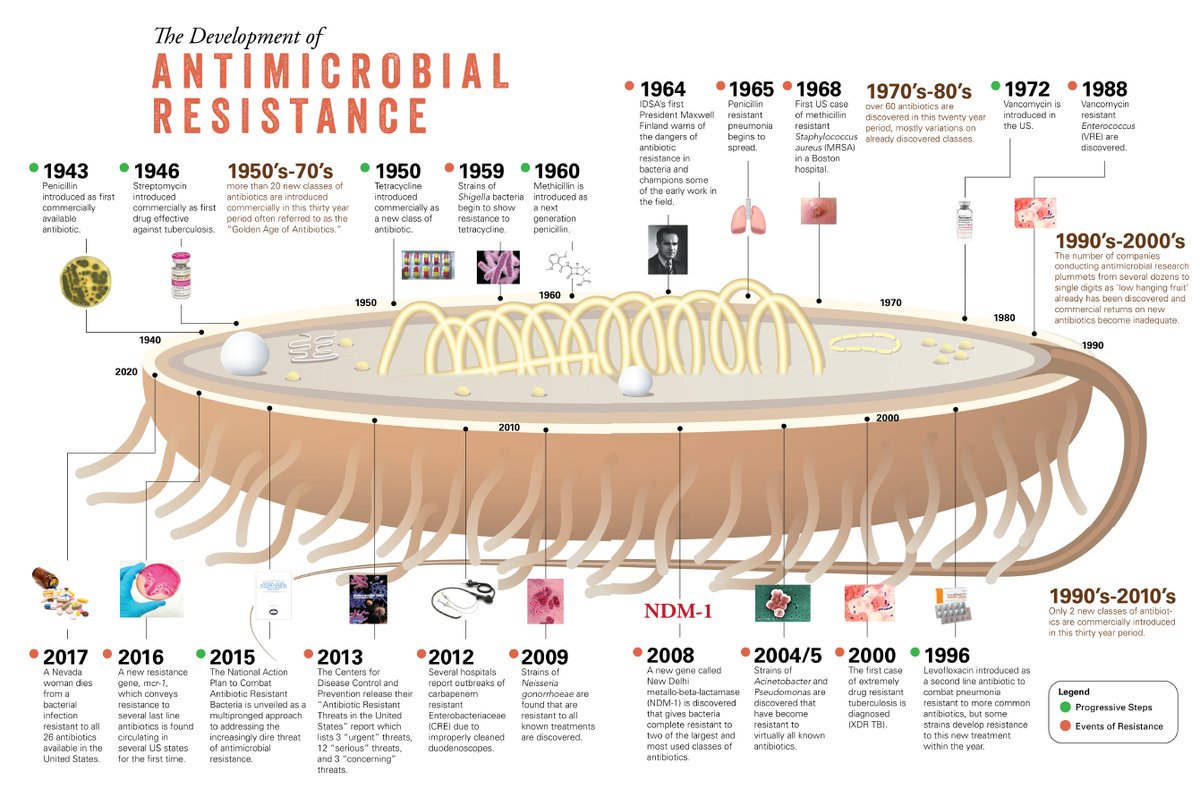 The Development of
ANTIMICROBIAL
RESISTANCE
1943
Penicillin
introduced as first
commercially
available
antibiotic.
1946
Streptomycin
introduced
commercially as first
drug effective
against tuberculosis.
1950's-70's
more than 20 new classes of
antibiotics are introduced
commercially in this thirty year
period often referred to as the
"Golden Age of Antibiotics."
1950
Tetracycline
introduced
commercially as
a new class of
antibiotic.
1959
Strains of
Shigella bacteria
begin to show
resistance to
tetracycline.
1960
Methicillin is
introduced as
a next
generation
penicillin.
1964
IDSA's first
President Maxwell
Finland warns of
the dangers of
antibiotic
resistance in
bacteria and
champions some
of the early work in
the field.
1965
Penicillin
resistant
pneumonia
begins to
spread.
1968
First US case
of methicillin
resistant
Staphylococcus
aureus (MRSA)
in a Boston
hospital.
1970's-80's
over 60 antibiotics are
discovered in this twenty year
period, mostly variations on
already discovered classes.
1972
Vancomycin is
introduced in
the US.
1988
Vancomycin
resistant
Enterococcus
(VRE) are
discovered.
1990's-2000's
The number of companies
conducting antimicrobial research
plummets from several dozens to
single digits as 'low hanging fruit'
already has been discovered and
commercial returns on new
antibiotics become inadequate.
1940
1950
1960
1970
1980
1990
2000
2010
2020
NDM-1
2017
A Nevada
woman dies
from a
bacterial
infection
resistant to all
26 antibiotics
available in the
United States.
2016
A new resistance
gene, mcr-1,
which conveys
resistance to
several last line
antibiotics is found
circulating in
several US states
for the first time.
2015
The National Action
Plan to Combat
Antibiotic Resistant
Bacteria is unveiled as a
multipronged approach
to addressing the
increasingly dire threat
of antimicrobial
resistance.
2013
The Centers for
Disease Control and
Prevention release their
"Antibiotic Resistant
Threats in the United
States" report which
lists 3 "urgent" threats,
12 "serious" threats,
and 3 "concerning"
threats.
2012
Several hospitals
report outbreaks of
carbapenem
resistant
Enterobacteriaceae
(CRE) due to
improperly cleaned
duodenoscopes.
2009
Strains of
Neisseria
gonorrhoeae are
found that are
resistant to all
known treatments
are discovered.
2008
A new gene called
New Delhi
metallo-beta-lactamase
(NDM-1) is discovered
that gives bacteria
complete resistant to
two of the largest and
most used classes of
antibiotics.
2004/5
Strains of
Acinetobacter and
Pseudomonas are
discovered that
have become
resistant to
virtually all known
antibiotics.
2000
The first case
of extremely
drug resistant
tuberculosis is
diagnosed
(XDR TB).
1996
Levofloxacin introduced as
a second line antibiotic to
combat pneumonia
resistant to more common
antibiotics, but some
strains develop resistance
to this new treatment
within the year.
1990's-2010's
Only 2 new classes of antibiot-
ics are commercially introduced
in this thirty year period.
Legend
Progressive Steps
Events of Resistance